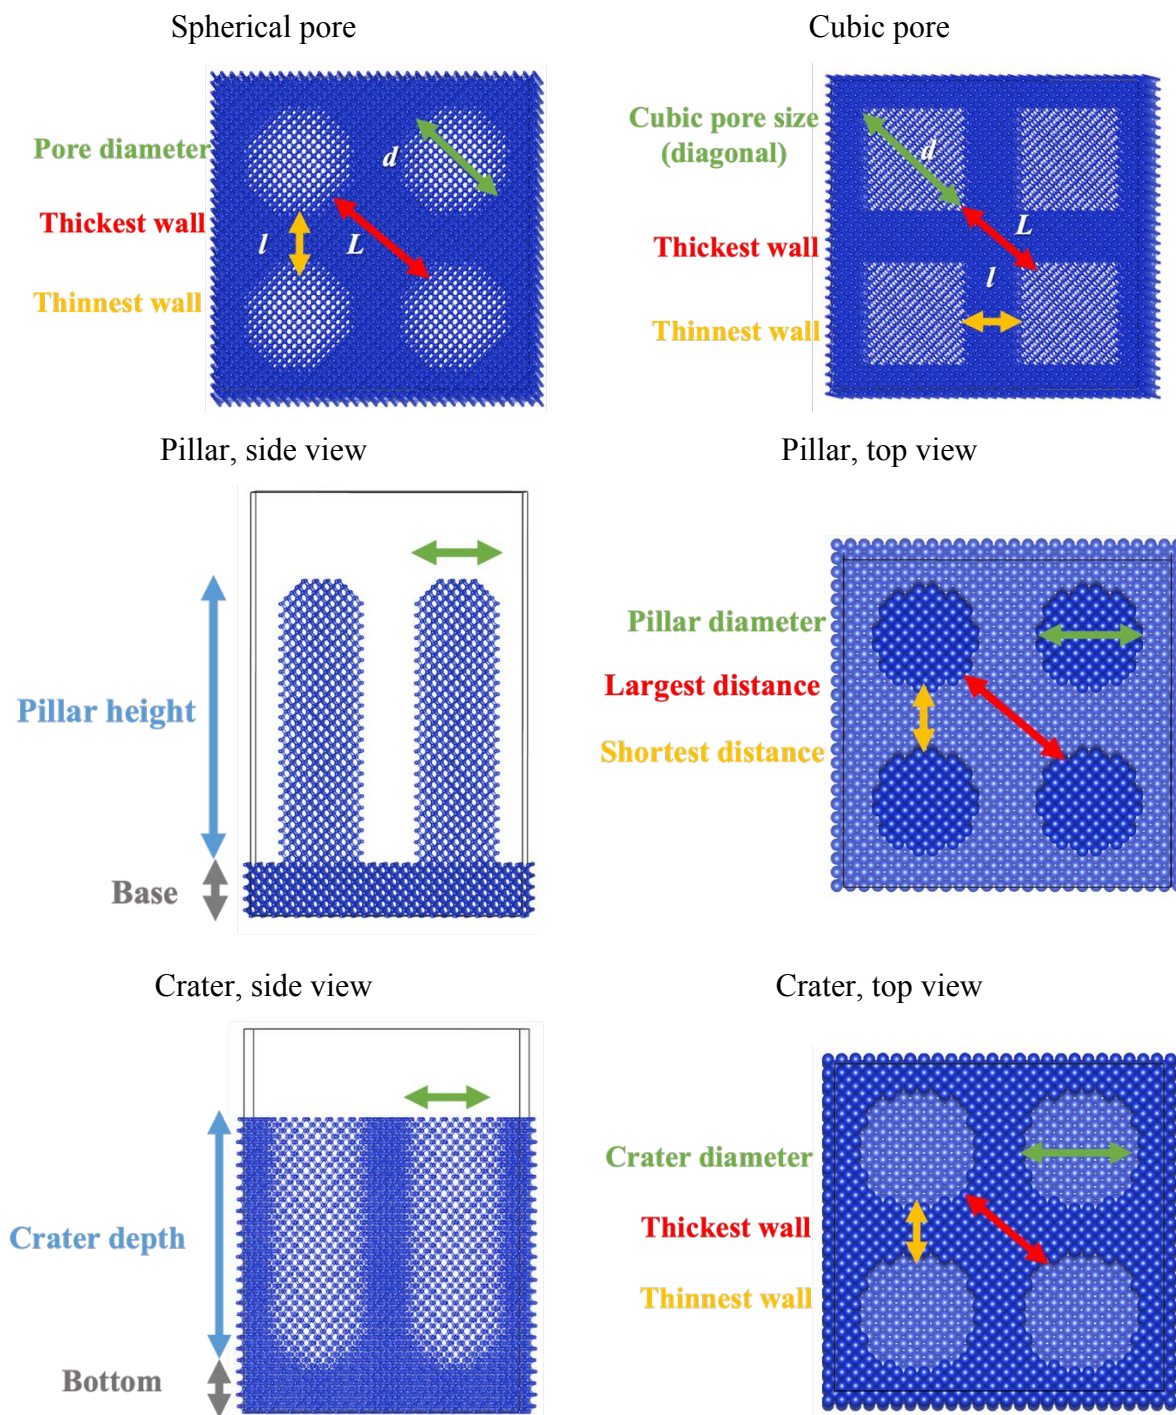 Spherical pore
Cubic pore
Pore diameter
d
Thickest wall
l
L
Thinnest wall
Cubic pore size
(diagonal)
d
Thickest wall
L
l
Thinnest wall
Pillar, side view
Pillar, top view
Pillar height
Base
Pillar diameter
Largest distance
Shortest distance
Crater, side view
Crater, top view
Crater depth
Bottom
Crater diameter
Thickest wall
Thinnest wall